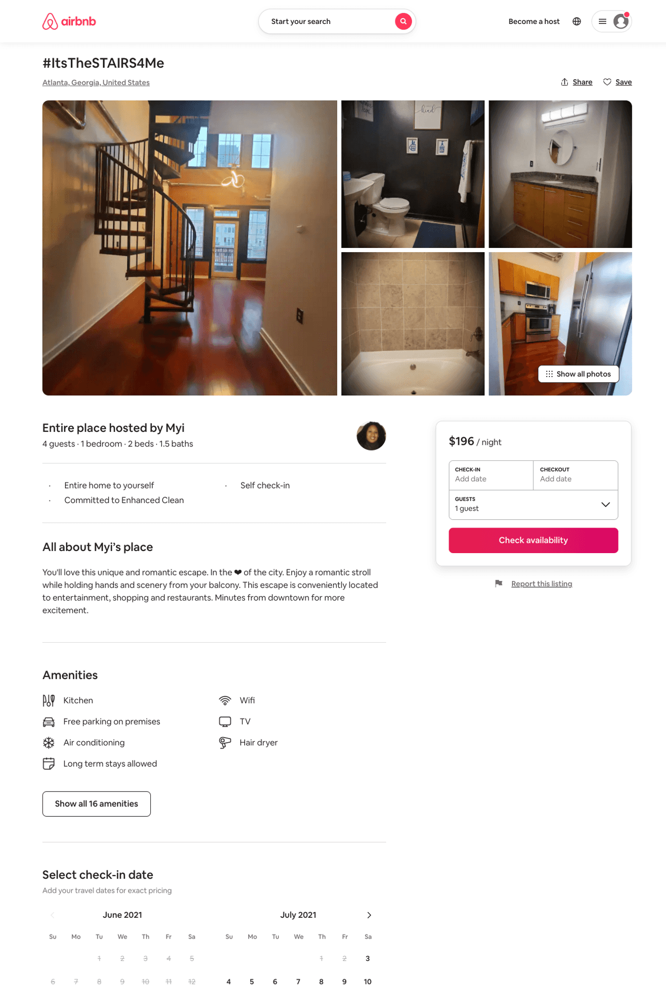 airbnb
Start your search
Become a host
#ItsTheSTAIRS4Me
Atlanta, Georgia, United States
Share
Save
kind
Show all photos
Entire place hosted by Myi
4 guests · 1 bedroom · 2 beds · 1.5 baths
· Entire home to yourself
· Self check-in
· Committed to Enhanced Clean
All about Myi’s place
You'll love this unique and romantic escape. In the ❤ of the city. Enjoy a romantic stroll
while holding hands and scenery from your balcony. This escape is conveniently located
to entertainment, shopping and restaurants. Minutes from downtown for more
excitement.
$196 / night
CHECK-IN
Add date
CHECKOUT
Add date
GUESTS
1 guest
Check availability
Report this listing
Amenities
Kitchen
Wifi
Free parking on premises
TV
Air conditioning
Hair dryer
Long term stays allowed
Show all 16 amenities
Select check-in date
Add your travel dates for exact pricing
June 2021
Su Mo Tu We Th Fr Sa
1 2 3 4 5
6 7 8 9 10 11 12
July 2021
Su Mo Tu We Th Fr Sa
1 2 3
4 5 6 7 8 9 10